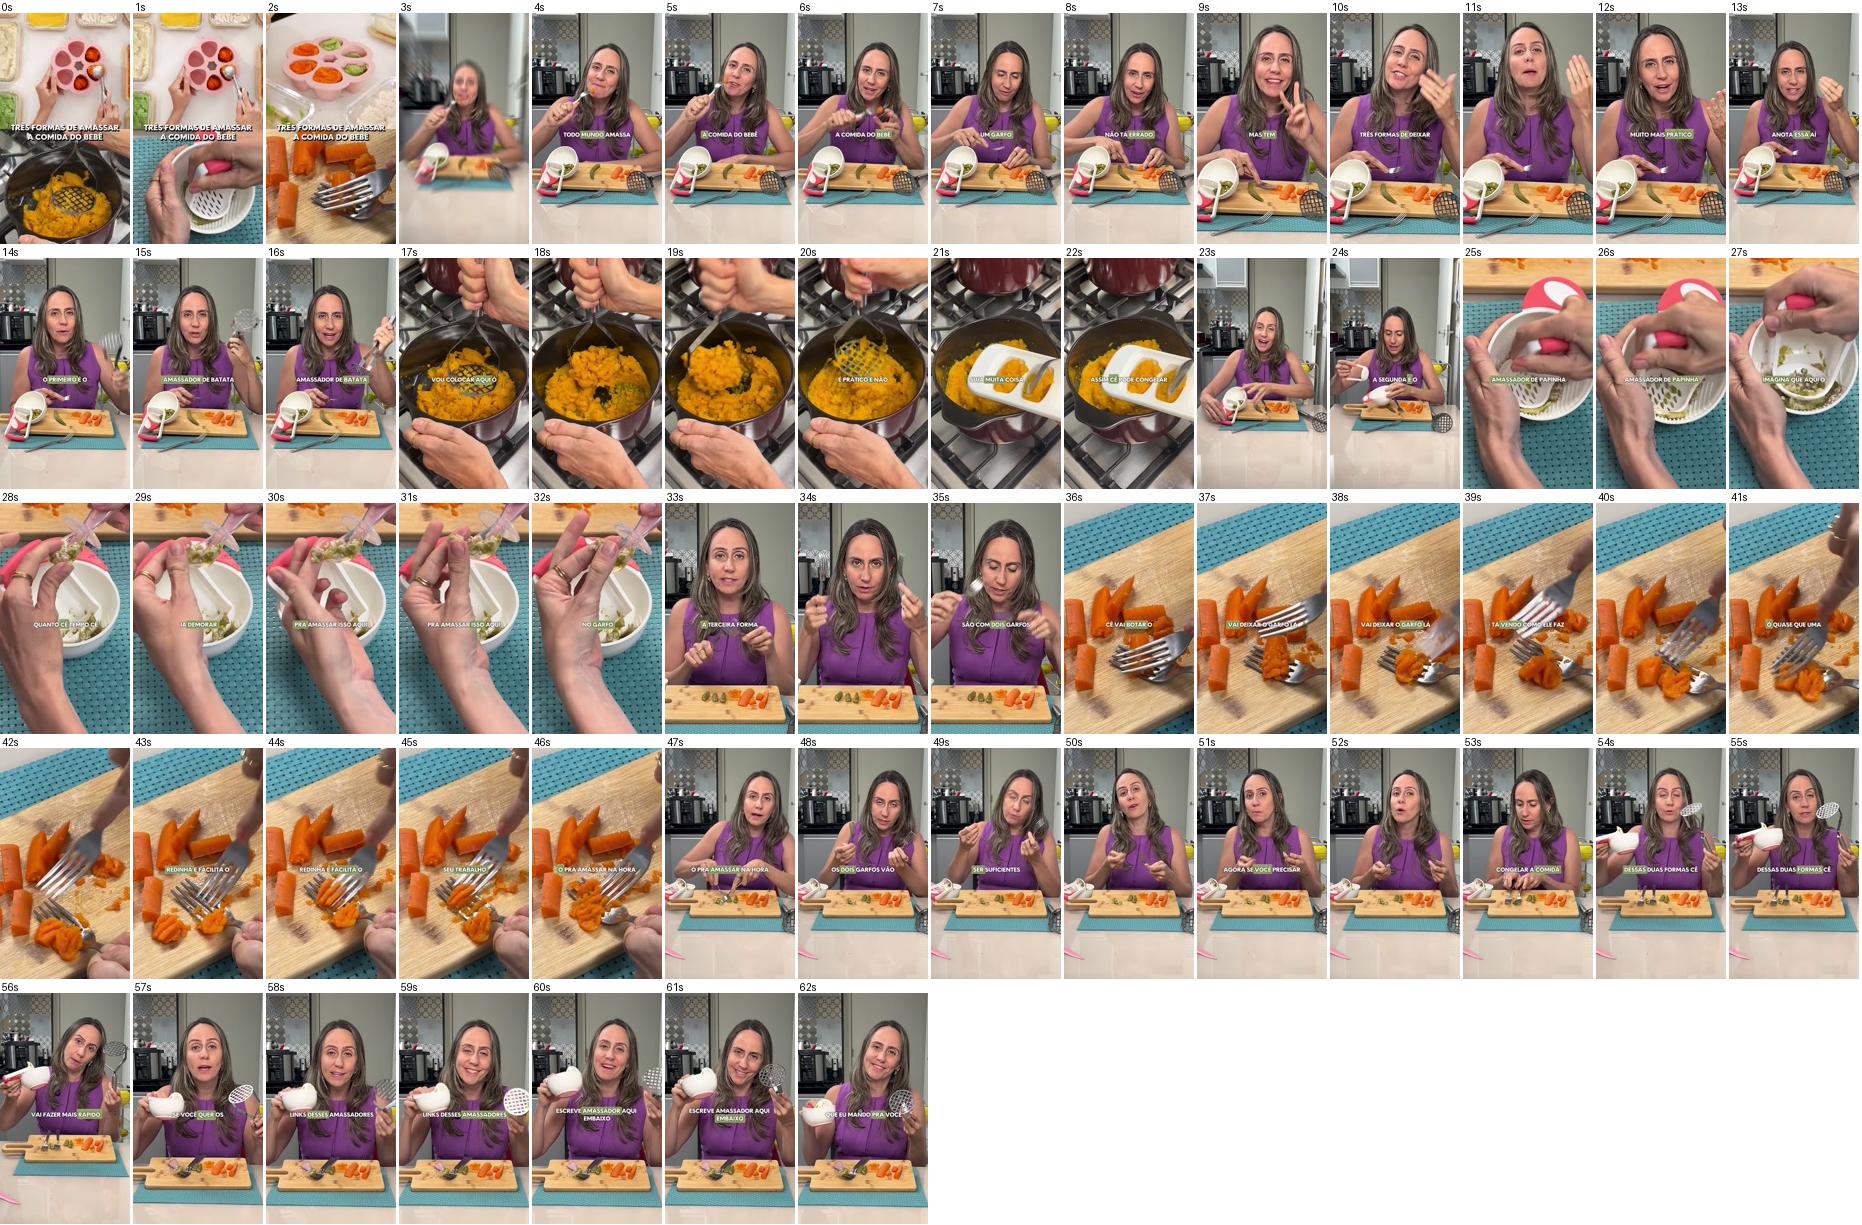 0s
1s
2s
3s
4s
5s
6s
7s
8s
9s
10s
11s
12s
13s
TRÊS FORMAS DE AMASSAR
A COMIDA DO BEBÊ
TRÊS FORMAS DE AMASSAR
A COMIDA DO BEBÊ
TRÊS FORMAS DE AMASSAR
A COMIDA DO BEBÊ
TODO MUNDO AMASSA
A COMIDA DO BEBÊ
A COMIDA DO BEBÊ
UM GARFO
NÃO TÁ ERRADO
MAS TEM
TRÊS FORMAS DE DEIXAR
MUITO MAIS PRÁTICO
ANOTA ESSA AÍ
14s
15s
16s
17s
18s
19s
20s
21s
22s
23s
24s
25s
26s
27s
O PRIMEIRO É O
AMASSADOR DE BATATA
AMASSADOR DE BATATA
VOU COLOCAR AQUI Ó
É PRÁTICO E NÃO
SUJA MUITA COISA
ASSIM CÊ PODE CONGELAR
A SEGUNDA É O
AMASSADOR DE PAPINHA
AMASSADOR DE PAPINHA
IMAGINA QUE AQUI Ó
28s
29s
30s
31s
32s
33s
34s
35s
36s
37s
38s
39s
40s
41s
QUANTO CÊ TEMPO CÊ
IA DEMORAR
PRA AMASSAR ISSO AQUI
PRA AMASSAR ISSO AQUI
NO GARFO
A TERCEIRA FORMA
SÃO COM DOIS GARFOS
CÊ VAI BOTAR O
VAI DEIXAR O GARFO LÁ
VAI DEIXAR O GARFO LÁ
TÁ VENDO COMO ELE FAZ
Ó QUASE QUE UMA
42s
43s
44s
45s
46s
47s
48s
49s
50s
51s
52s
53s
54s
55s
REDINHA E FACILITA O
REDINHA E FACILITA O
SEU TRABALHO
Ó PRA AMASSAR NA HORA
O PRA AMASSAR NA HORA
OS DOIS GARFOS VÃO
SER SUFICIENTES
AGORA SE VOCÊ PRECISAR
CONGELAR A COMIDA
DESSAS DUAS FORMAS CÊ
DESSAS DUAS FORMAS CÊ
56s
57s
58s
59s
60s
61s
62s
VAI FAZER MAIS RÁPIDO
SE VOCÊ QUER OS
LINKS DESSES AMASSADORES
LINKS DESSES AMASSADORES
ESCREVE AMASSADOR AQUI
EMBAIXO
ESCREVE AMASSADOR AQUI
EMBAIXO
QUE EU MANDO PRA VOCÊ